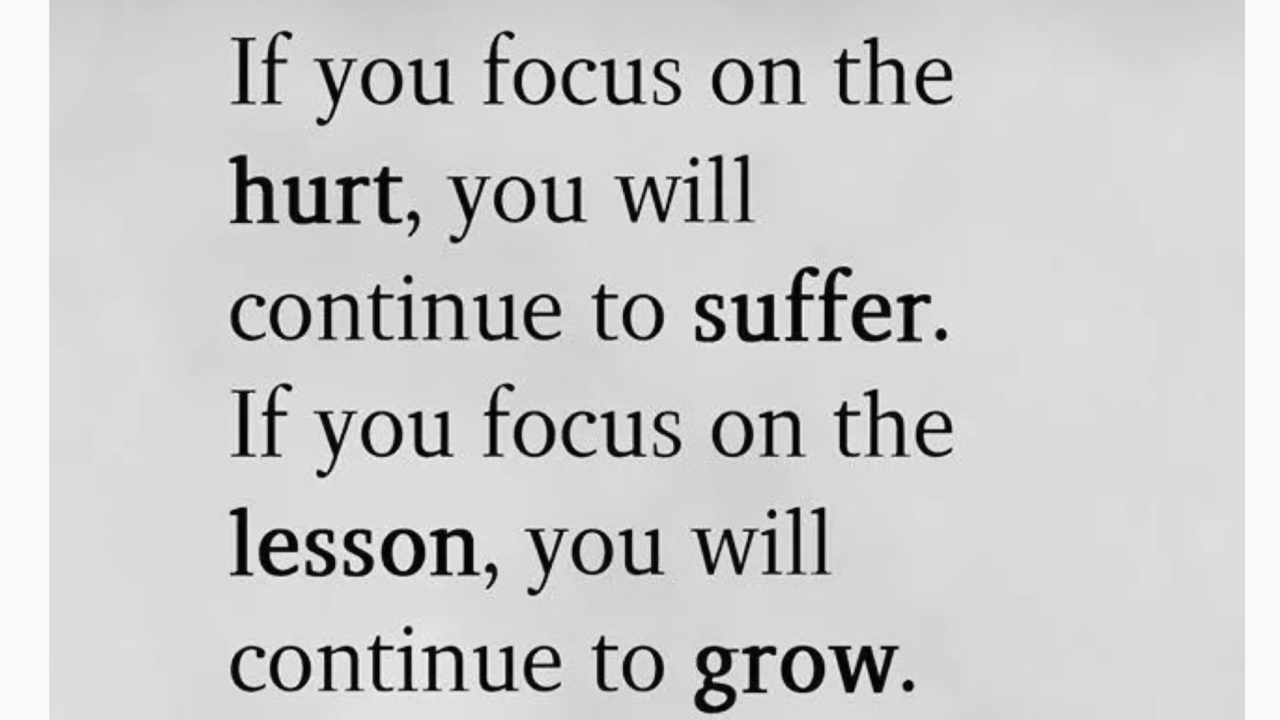 If you focus on the
hurt, you will
continue to suffer.
If you focus on the
lesson, you will
continue to grow.